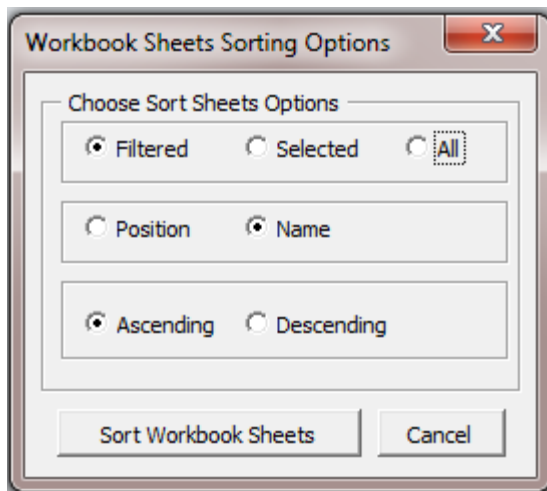 Workbook Sheets Sorting Options
Choose Sort Sheets Options
Filtered Selected All
Position Name
Ascending Descending
Sort Workbook Sheets Cancel